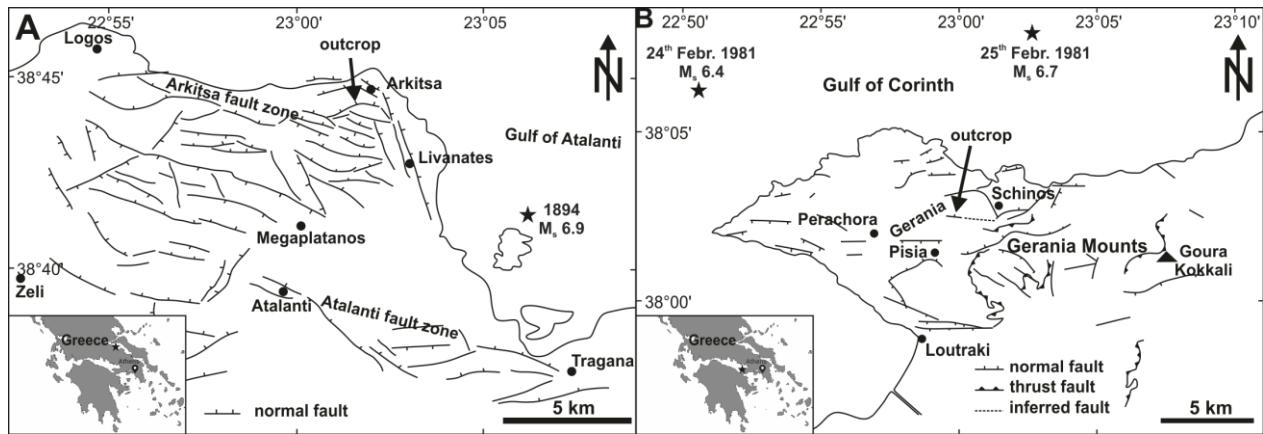 A
22°55'
23°00'
23°05'
Logos
outcrop
N
38°45'
Arkitsa
Arkitsa fault zone
Gulf of Atalanti
Livanates
1894
Ms 6.9
Megaplatanos
38°40'
Zeli
Atalanti
Atalanti fault zone
Greece
Athens
Tragana
normal fault
5 km
B
22°50'
22°55'
23°00'
23°05'
23°10'
24th Febr. 1981
Ms 6.4
25th Febr. 1981
Ms 6.7
N
Gulf of Corinth
38°05'
outcrop
Schinos
Perachora
Gerania
Pisia
Gerania Mounts
Goura
Kokkali
38°00'
Greece
Athens
Loutraki
normal fault
thrust fault
inferred fault
5 km